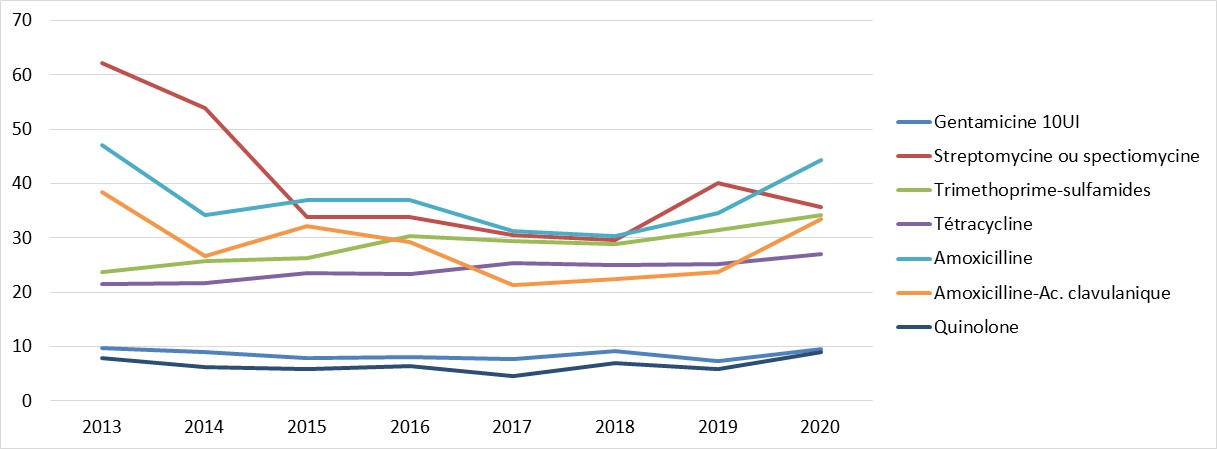 70
60
50
40
30
20
10
0
2013 2014 2015 2016 2017 2018 2019 2020
Gentamicine 10UI
Streptomycine ou spectiomycine
Trimethoprime-sulfamides
Tétracycline
Amoxicilline
Amoxicilline-Ac. clavulanique
Quinolone